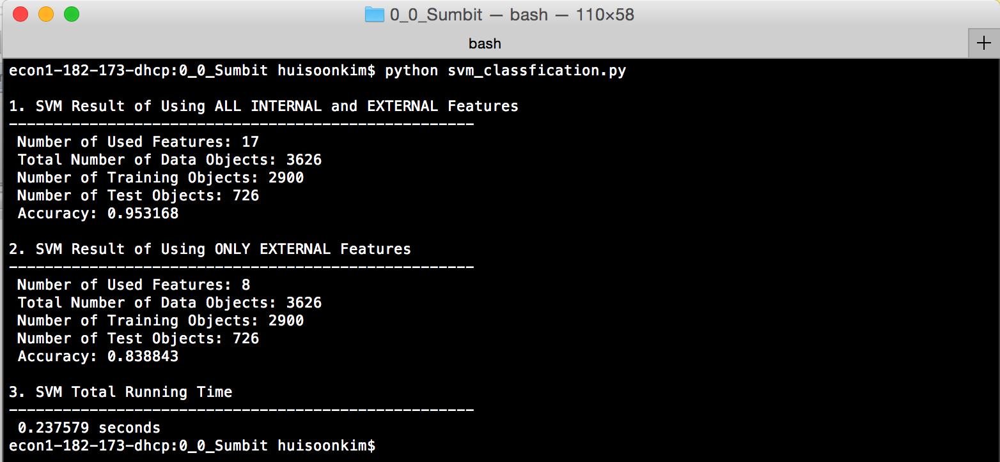 0_0_Sumbit — bash — 110×58
bash
+
econ1-182-173-dhcp:0_0_Sumbit huisoonkim$ python svm_classfication.py
1. SVM Result of Using ALL INTERNAL and EXTERNAL Features
----------------------------------------------------
Number of Used Features: 17
Total Number of Data Objects: 3626
Number of Training Objects: 2900
Number of Test Objects: 726
Accuracy: 0.953168
2. SVM Result of Using ONLY EXTERNAL Features
----------------------------------------------------
Number of Used Features: 8
Total Number of Data Objects: 3626
Number of Training Objects: 2900
Number of Test Objects: 726
Accuracy: 0.838843
3. SVM Total Running Time
----------------------------------------------------
0.237579 seconds
econ1-182-173-dhcp:0_0_Sumbit huisoonkim$